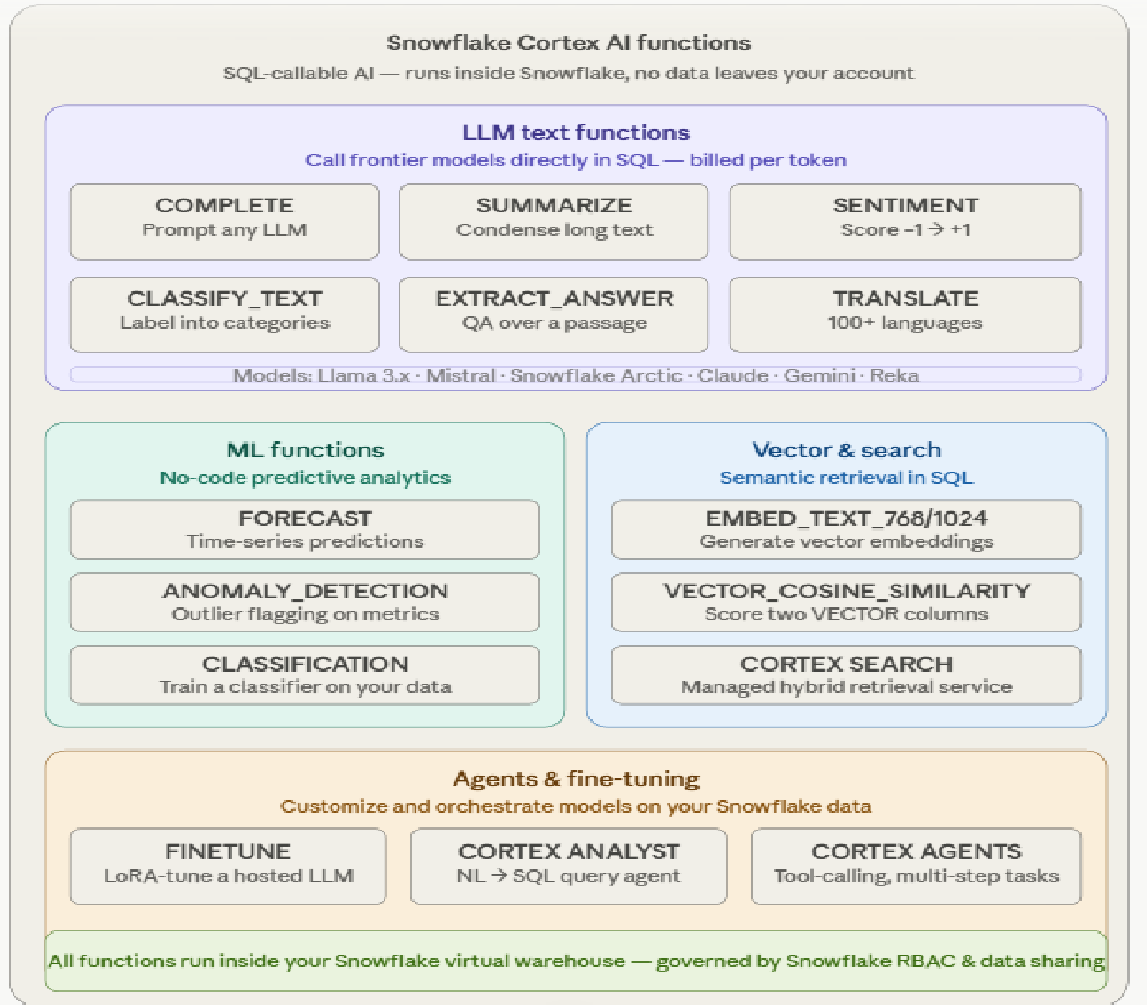 Snowflake Cortex AI functions
SQL-callable AI — runs inside Snowflake, no data leaves your account
LLM text functions
Call frontier models directly in SQL — billed per token
COMPLETE
Prompt any LLM
SUMMARIZE
Condense long text
SENTIMENT
Score -1 → +1
CLASSIFY_TEXT
Label into categories
EXTRACT_ANSWER
QA over a passage
TRANSLATE
100+ languages
Models: Llama 3.x · Mistral · Snowflake Arctic · Claude · Gemini · Reka
ML functions
No-code predictive analytics
FORECAST
Time-series predictions
ANOMALY_DETECTION
Outlier flagging on metrics
CLASSIFICATION
Train a classifier on your data
Vector & search
Semantic retrieval in SQL
EMBED_TEXT_768/1024
Generate vector embeddings
VECTOR_COSINE_SIMILARITY
Score two VECTOR columns
CORTEX SEARCH
Managed hybrid retrieval service
Agents & fine-tuning
Customize and orchestrate models on your Snowflake data
FINETUNE
LoRA-tune a hosted LLM
CORTEX ANALYST
NL → SQL query agent
CORTEX AGENTS
Tool-calling, multi-step tasks
All functions run inside your Snowflake virtual warehouse — governed by Snowflake RBAC & data sharing